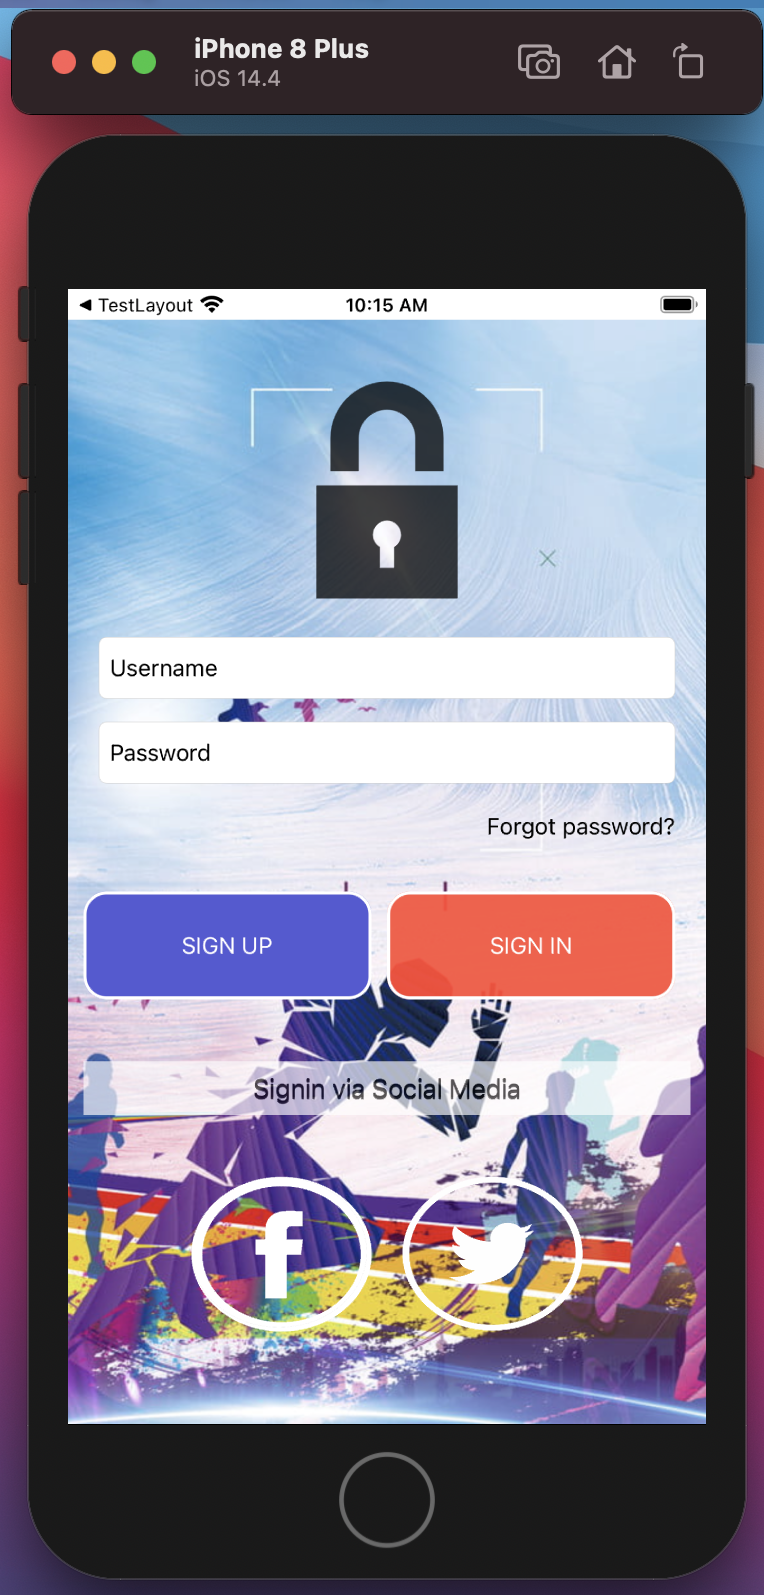 iPhone 8 Plus
iOS 14.4
TestLayout 10:15 AM
Username
Password
Forgot password?
SIGN UP SIGN IN
Signin via Social Media